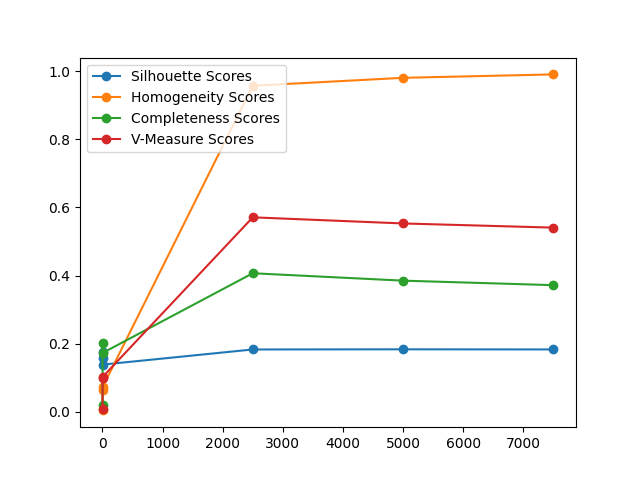 Silhouette Scores
Homogeneity Scores
Completeness Scores
V-Measure Scores
1.0
0.8
0.6
0.4
0.2
0.0
0 1000 2000 3000 4000 5000 6000 7000